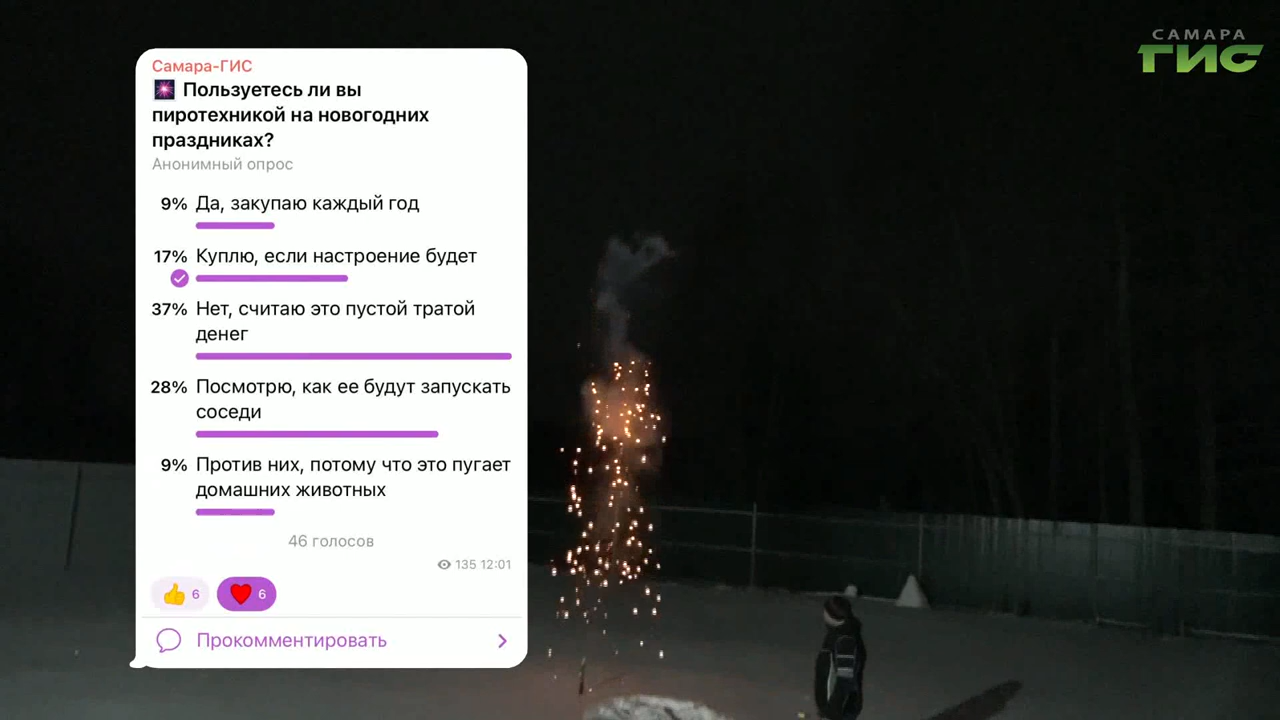 САМАРА
ГИС
Самара-ГИС
🎆 Пользуетесь ли вы
пиротехникой на новогодних
праздниках?
Анонимный опрос
9% Да, закупаю каждый год
17% Куплю, если настроение будет
37% Нет, считаю это пустой тратой
денег
28% Посмотрю, как ее будут запускать
соседи
9% Против них, потому что это пугает
домашних животных
46 голосов
135 12:01
👍 6 ❤️ 6
Прокомментировать